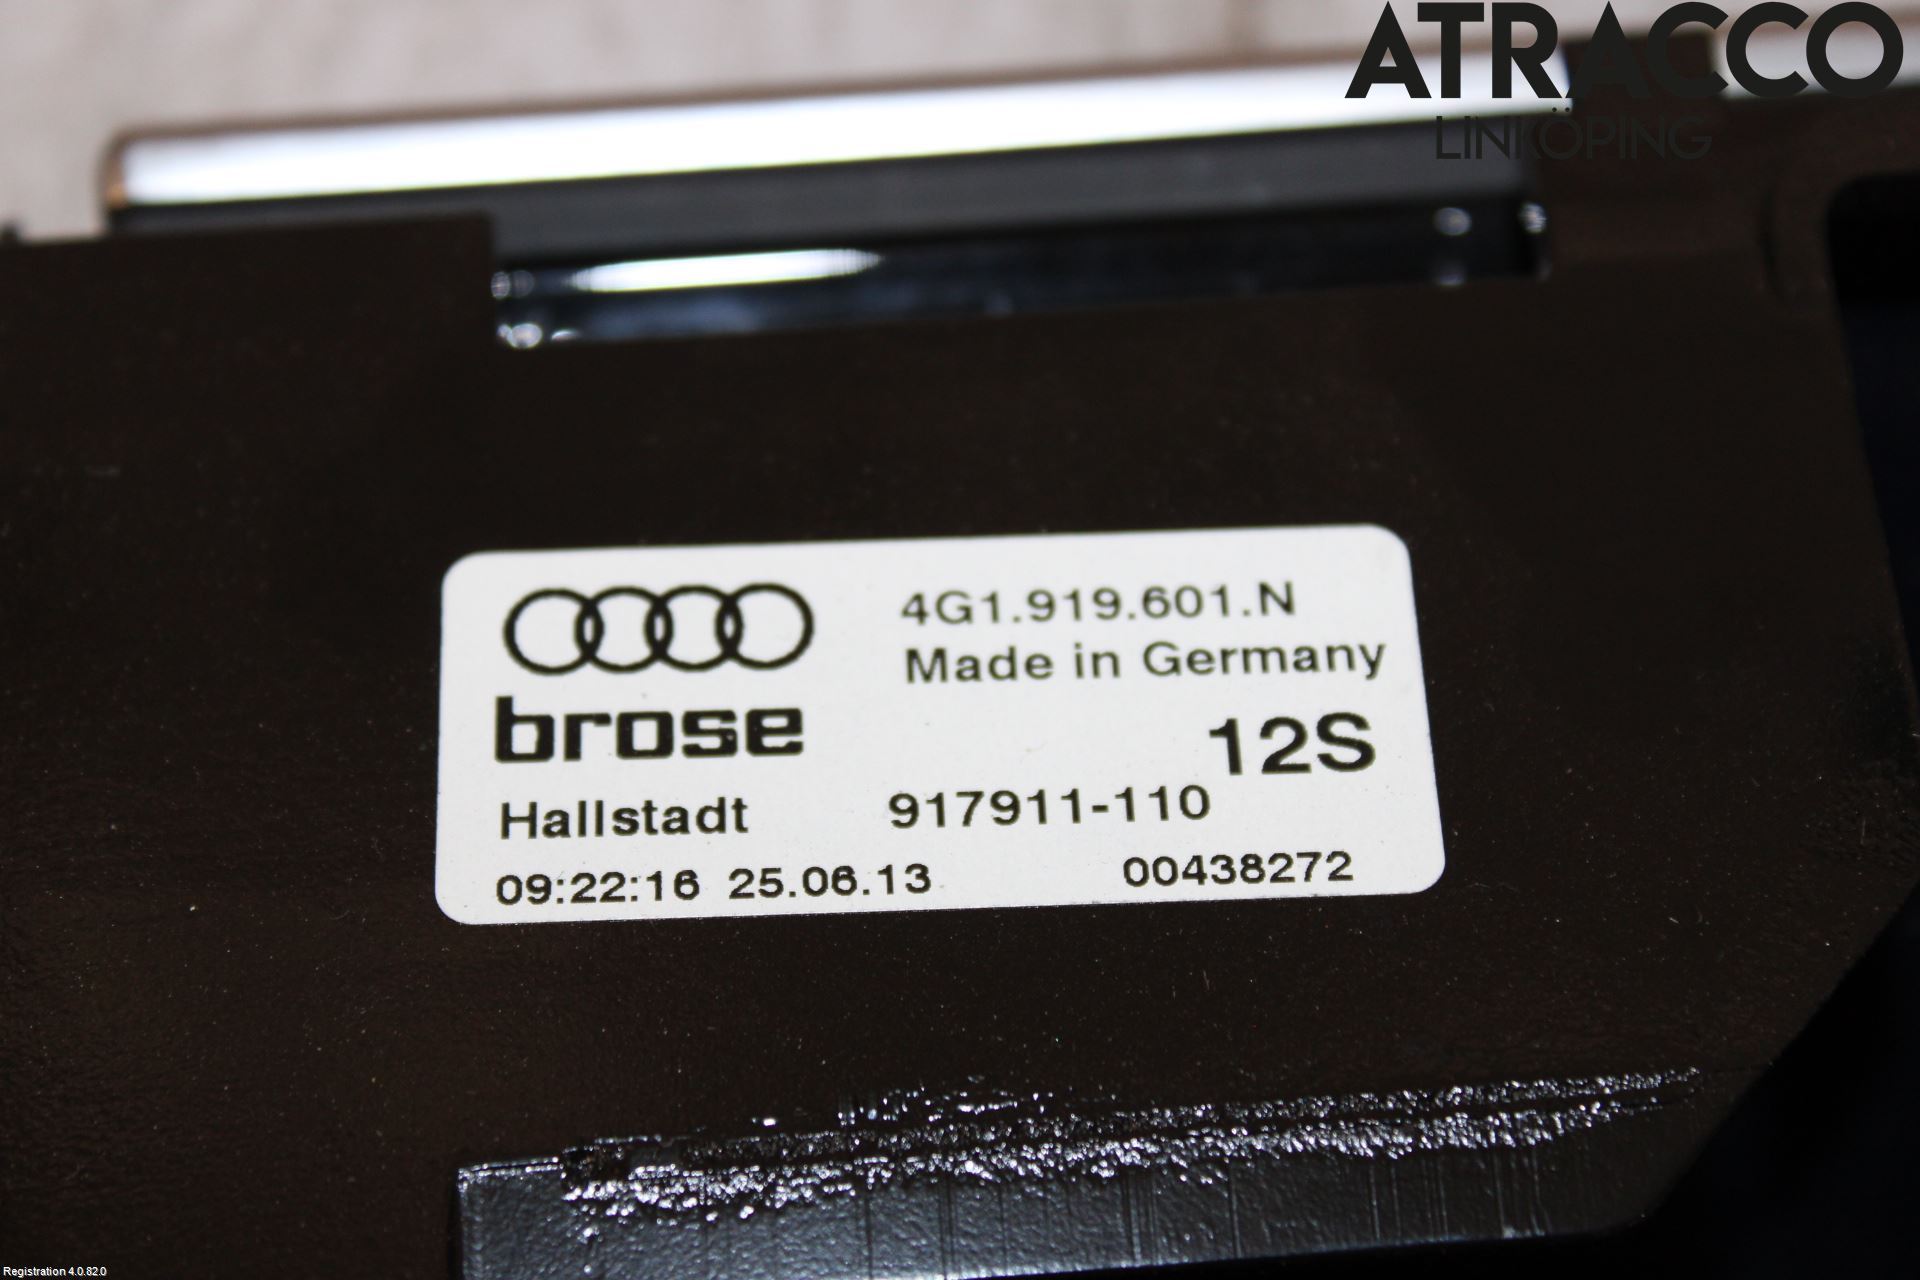 ATRACCO
LINKÖPING
4G1.919.601.N
Made in Germany
brose
12S
Hallstadt 917911-110
09:22:16 25.06.13 00438272
Registration 4.0.82.0